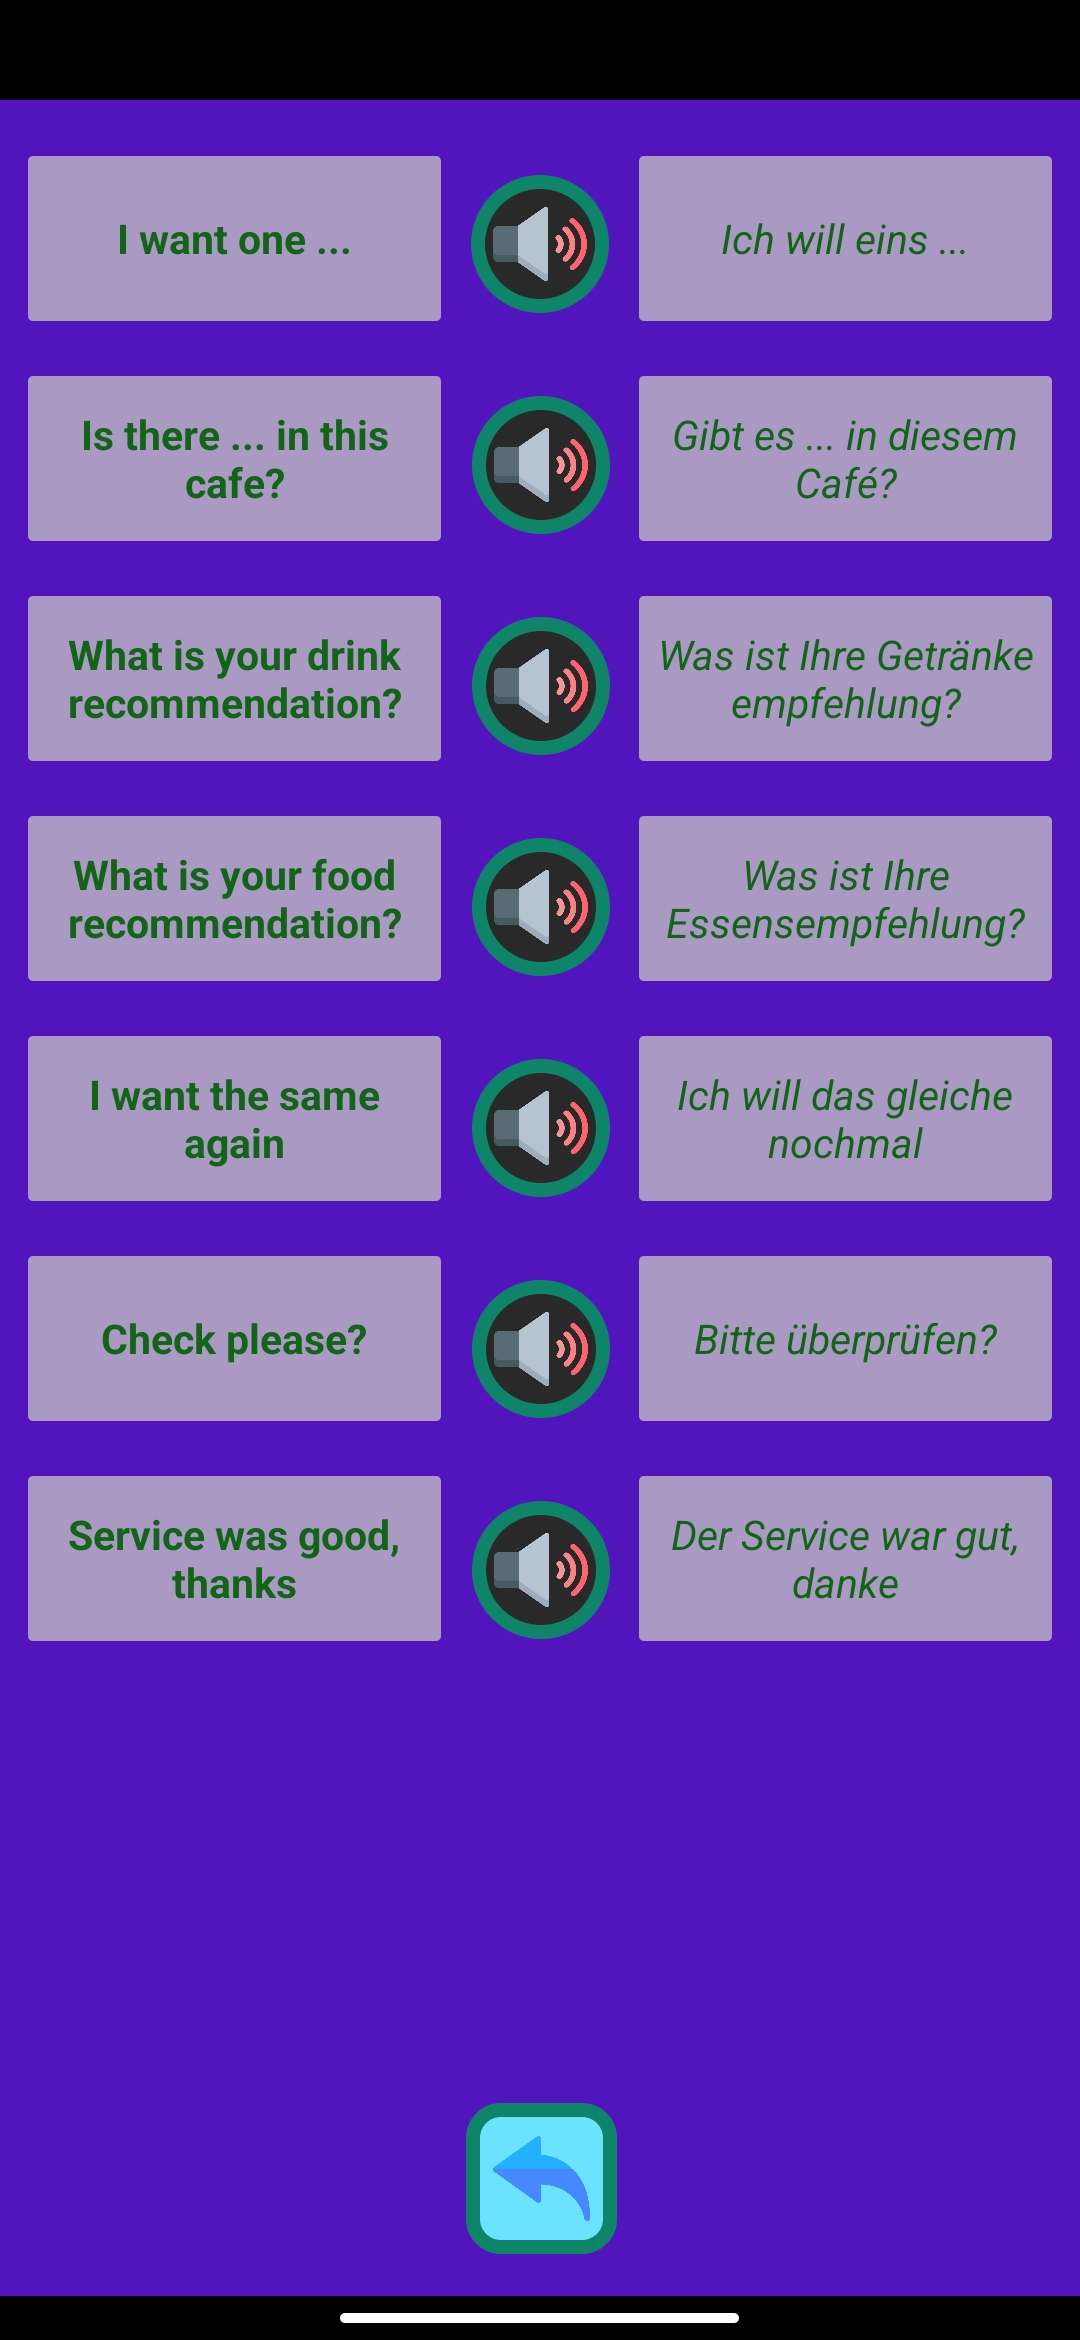 I want one ...
Ich will eins ...
Is there ... in this
cafe?
Gibt es ... in diesem
Café?
What is your drink
recommendation?
Was ist Ihre Getränke
empfehlung?
What is your food
recommendation?
Was ist Ihre
Essensempfehlung?
I want the same
again
Ich will das gleiche
nochmal
Check please?
Bitte überprüfen?
Service was good,
thanks
Der Service war gut,
danke